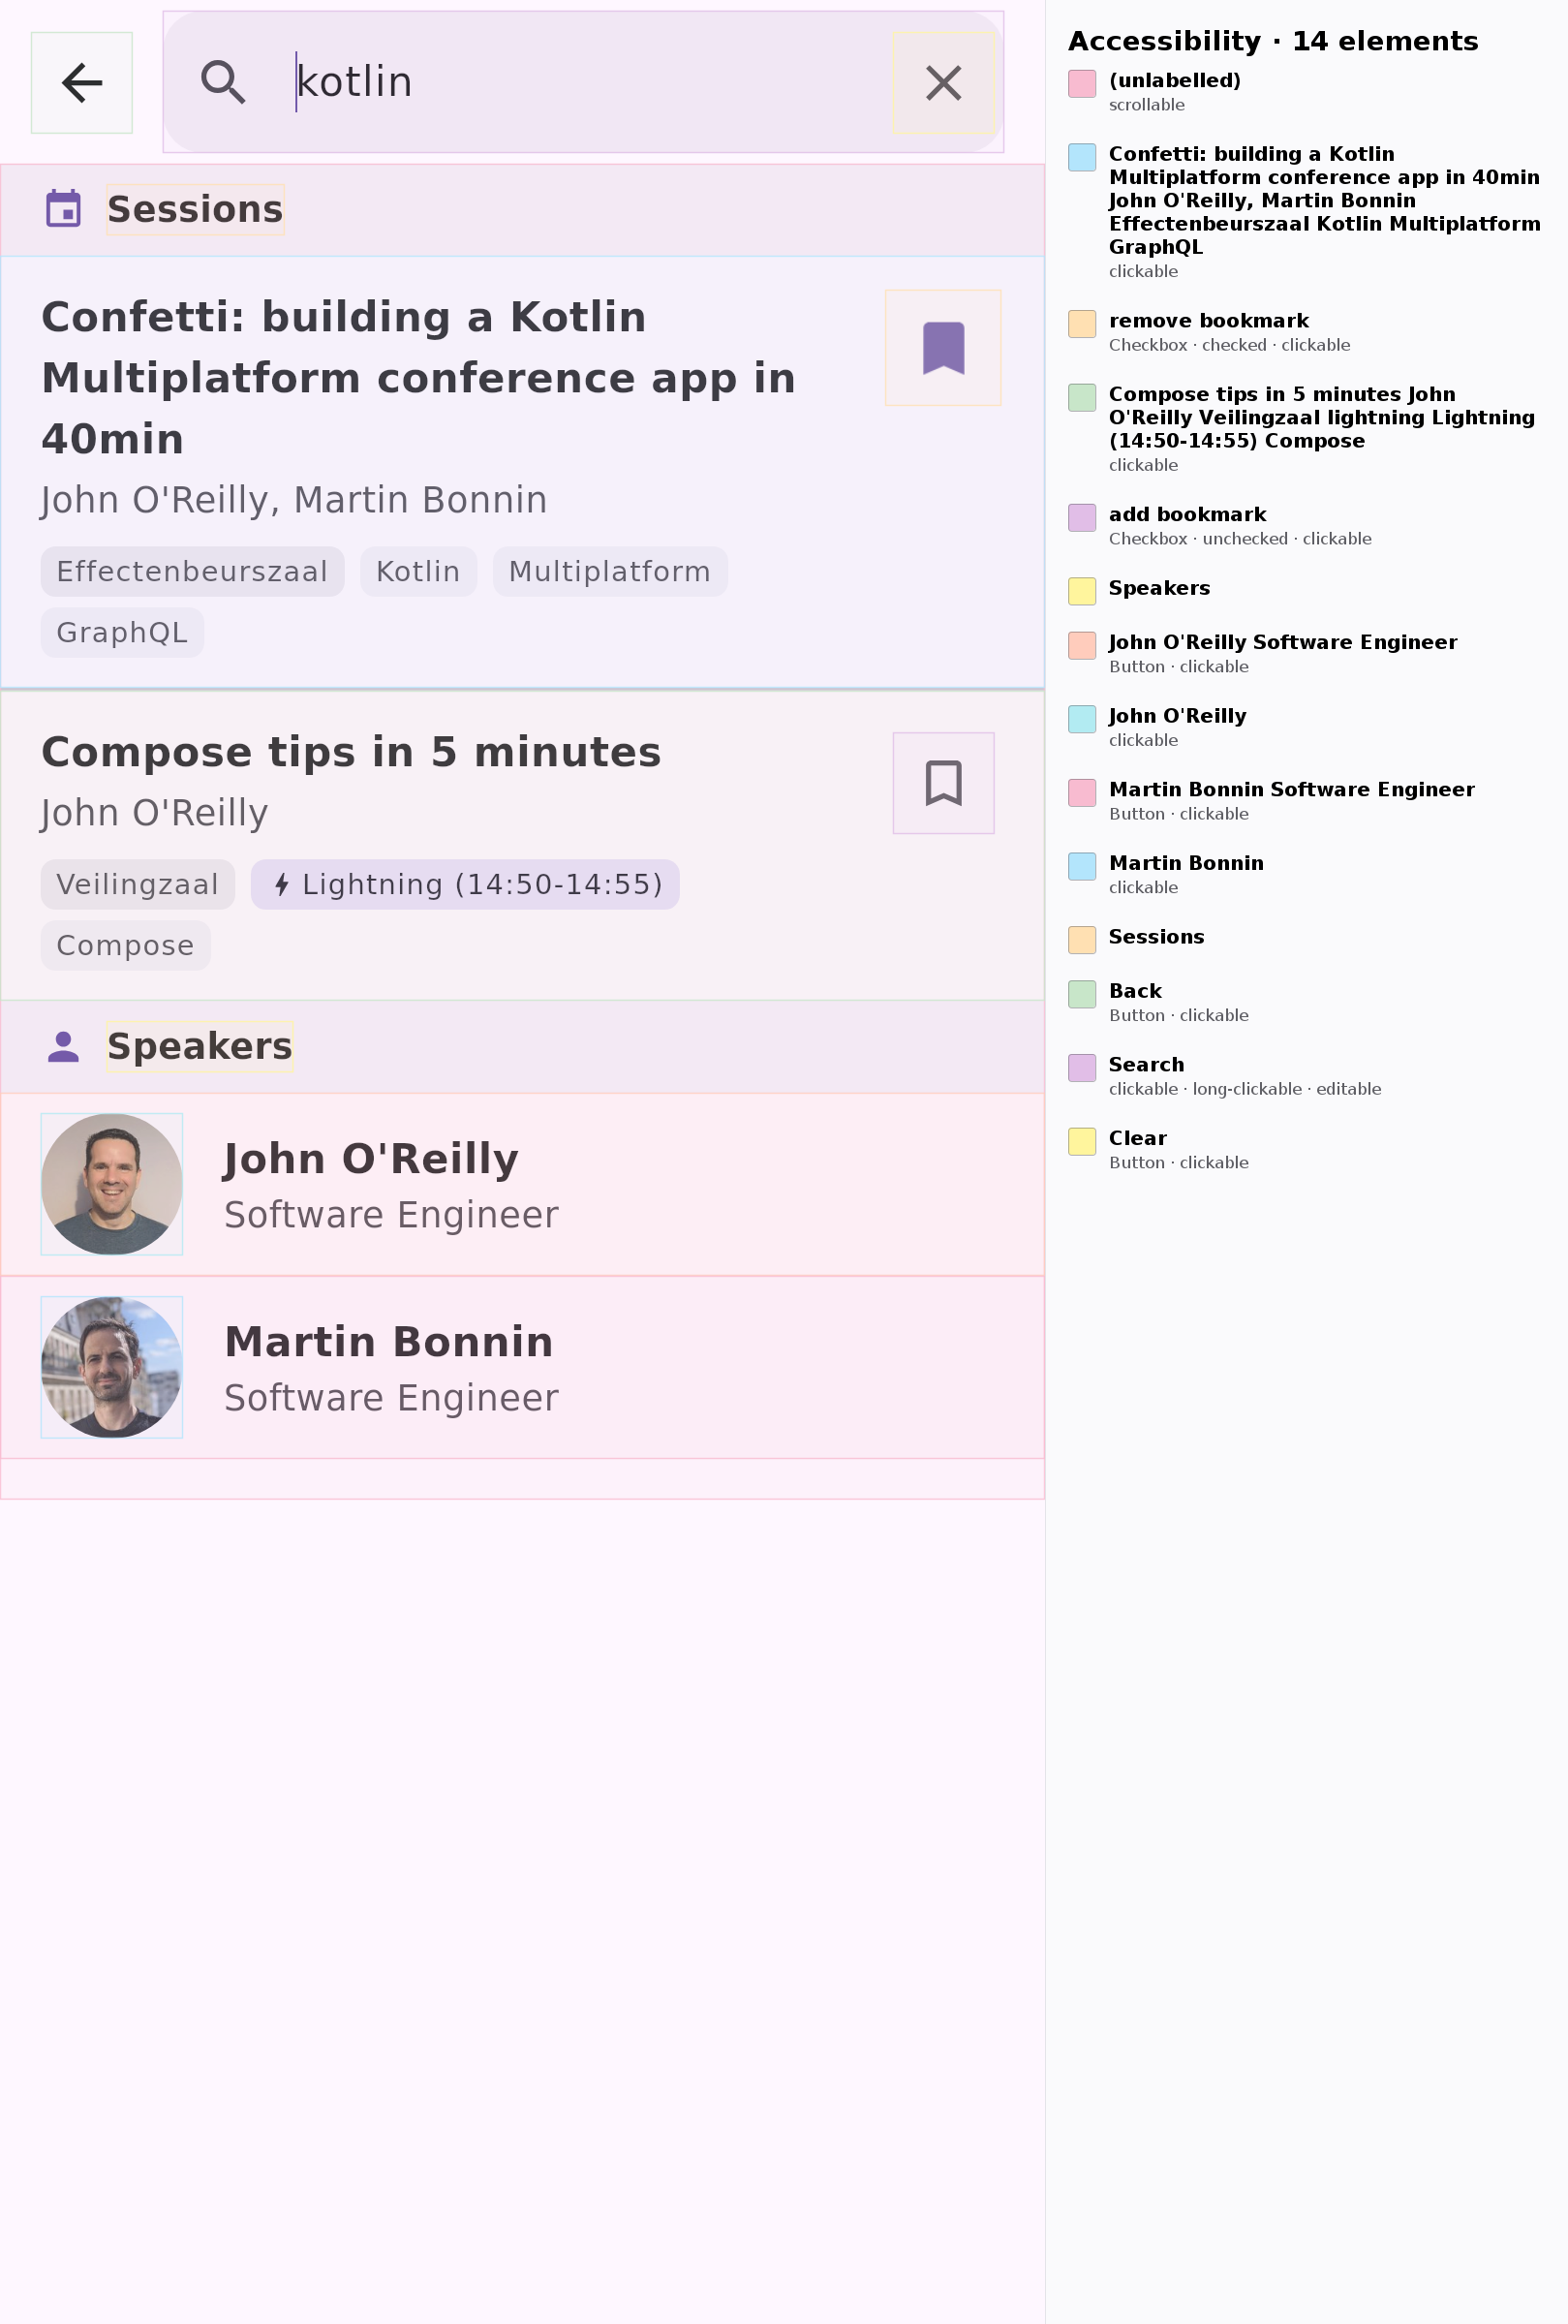 kotlin
Sessions
Confetti: building a Kotlin
Multiplatform conference app in
40min
John O'Reilly, Martin Bonnin
Effectenbeurszaal Kotlin Multiplatform
GraphQL
Compose tips in 5 minutes
John O'Reilly
Veilingzaal Lightning (14:50-14:55)
Compose
Speakers
John O'Reilly
Software Engineer
Martin Bonnin
Software Engineer
Accessibility · 14 elements
(unlabelled)
scrollable
Confetti: building a Kotlin
Multiplatform conference app in 40min
John O'Reilly, Martin Bonnin
Effectenbeurszaal Kotlin Multiplatform
GraphQL
clickable
remove bookmark
Checkbox · checked · clickable
Compose tips in 5 minutes John
O'Reilly Veilingzaal lightning Lightning
(14:50-14:55) Compose
clickable
add bookmark
Checkbox · unchecked · clickable
Speakers
John O'Reilly Software Engineer
Button · clickable
John O'Reilly
clickable
Martin Bonnin Software Engineer
Button · clickable
Martin Bonnin
clickable
Sessions
Back
Button · clickable
Search
clickable · long-clickable · editable
Clear
Button · clickable